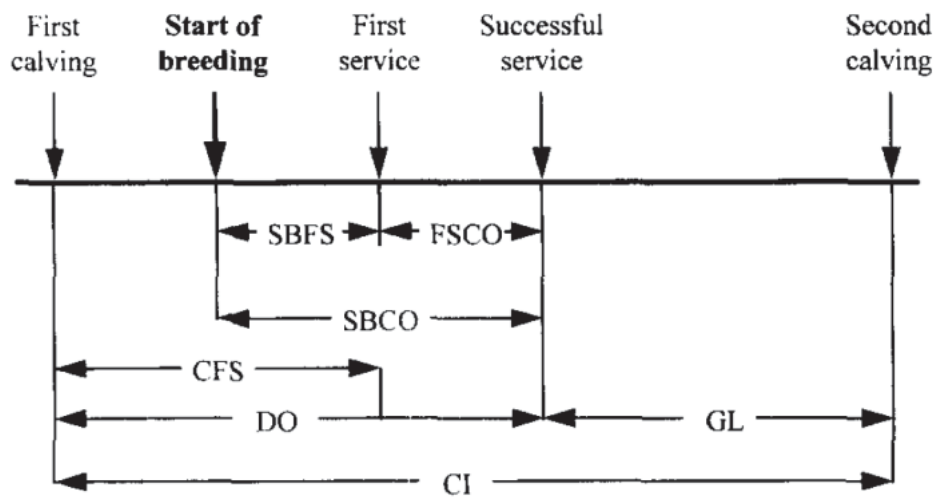 First Start of First Successful Second
calving breeding service service calving
SBFS FSCO
SBCO
CFS
DO GL
CI